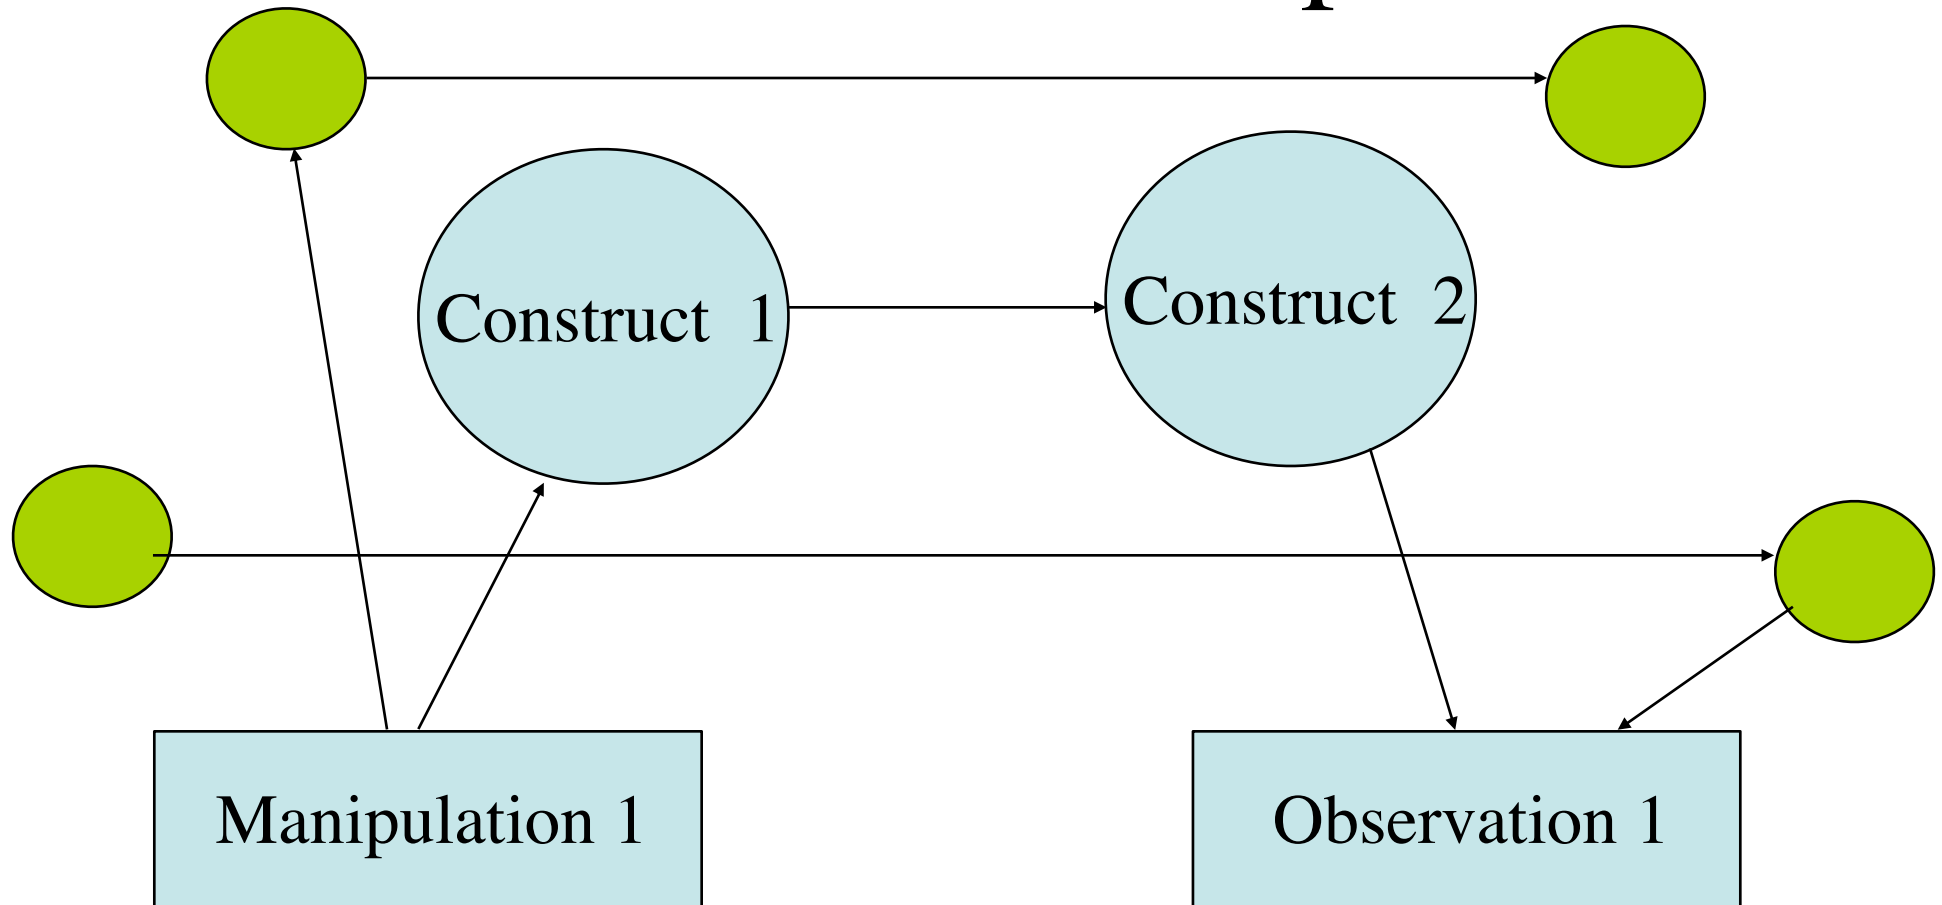 Construct 1
Construct 2
Manipulation 1
Observation 1